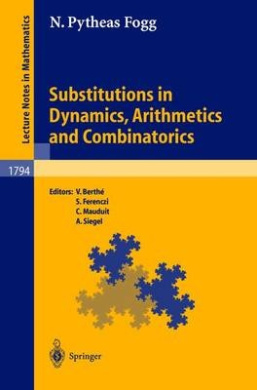 N. Pytheas Fogg
Lecture Notes in Mathematics
1794
Substitutions in
Dynamics, Arithmetics
and Combinatorics
Editors: V. Berthé
S. Ferenczi
C. Mauduit
A. Siegel
Springer